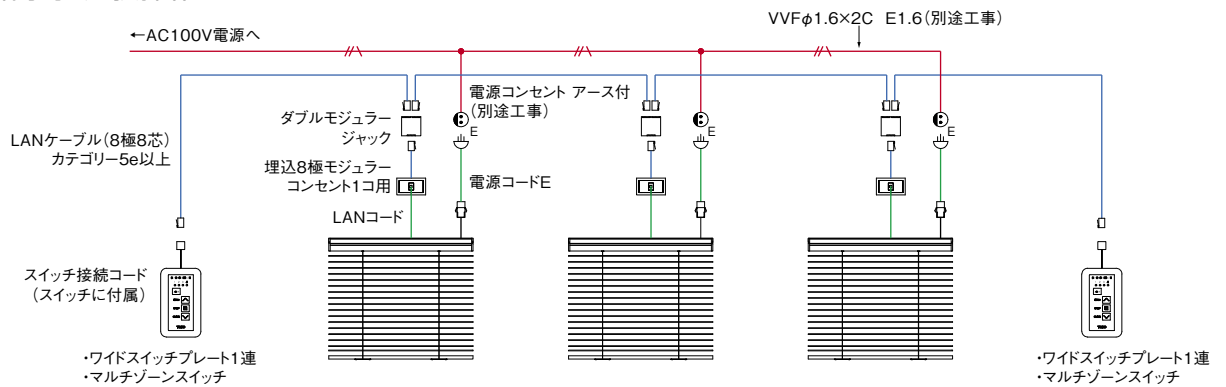 ←AC100V電源へ
VVFφ1.6×2C E1.6(別途工事)
LANケーブル(8極8芯)
カテゴリー5e以上
ダブルモジュラー
ジャック
電源コンセント アース付
(別途工事)
E
E
E
埋込8極モジュラー
コンセント1コ用
電源コードE
LANコード
スイッチ接続コード
(スイッチに付属)
・ワイドスイッチプレート1連
・マルチゾーンスイッチ
・ワイドスイッチプレート1連
・マルチゾーンスイッチ